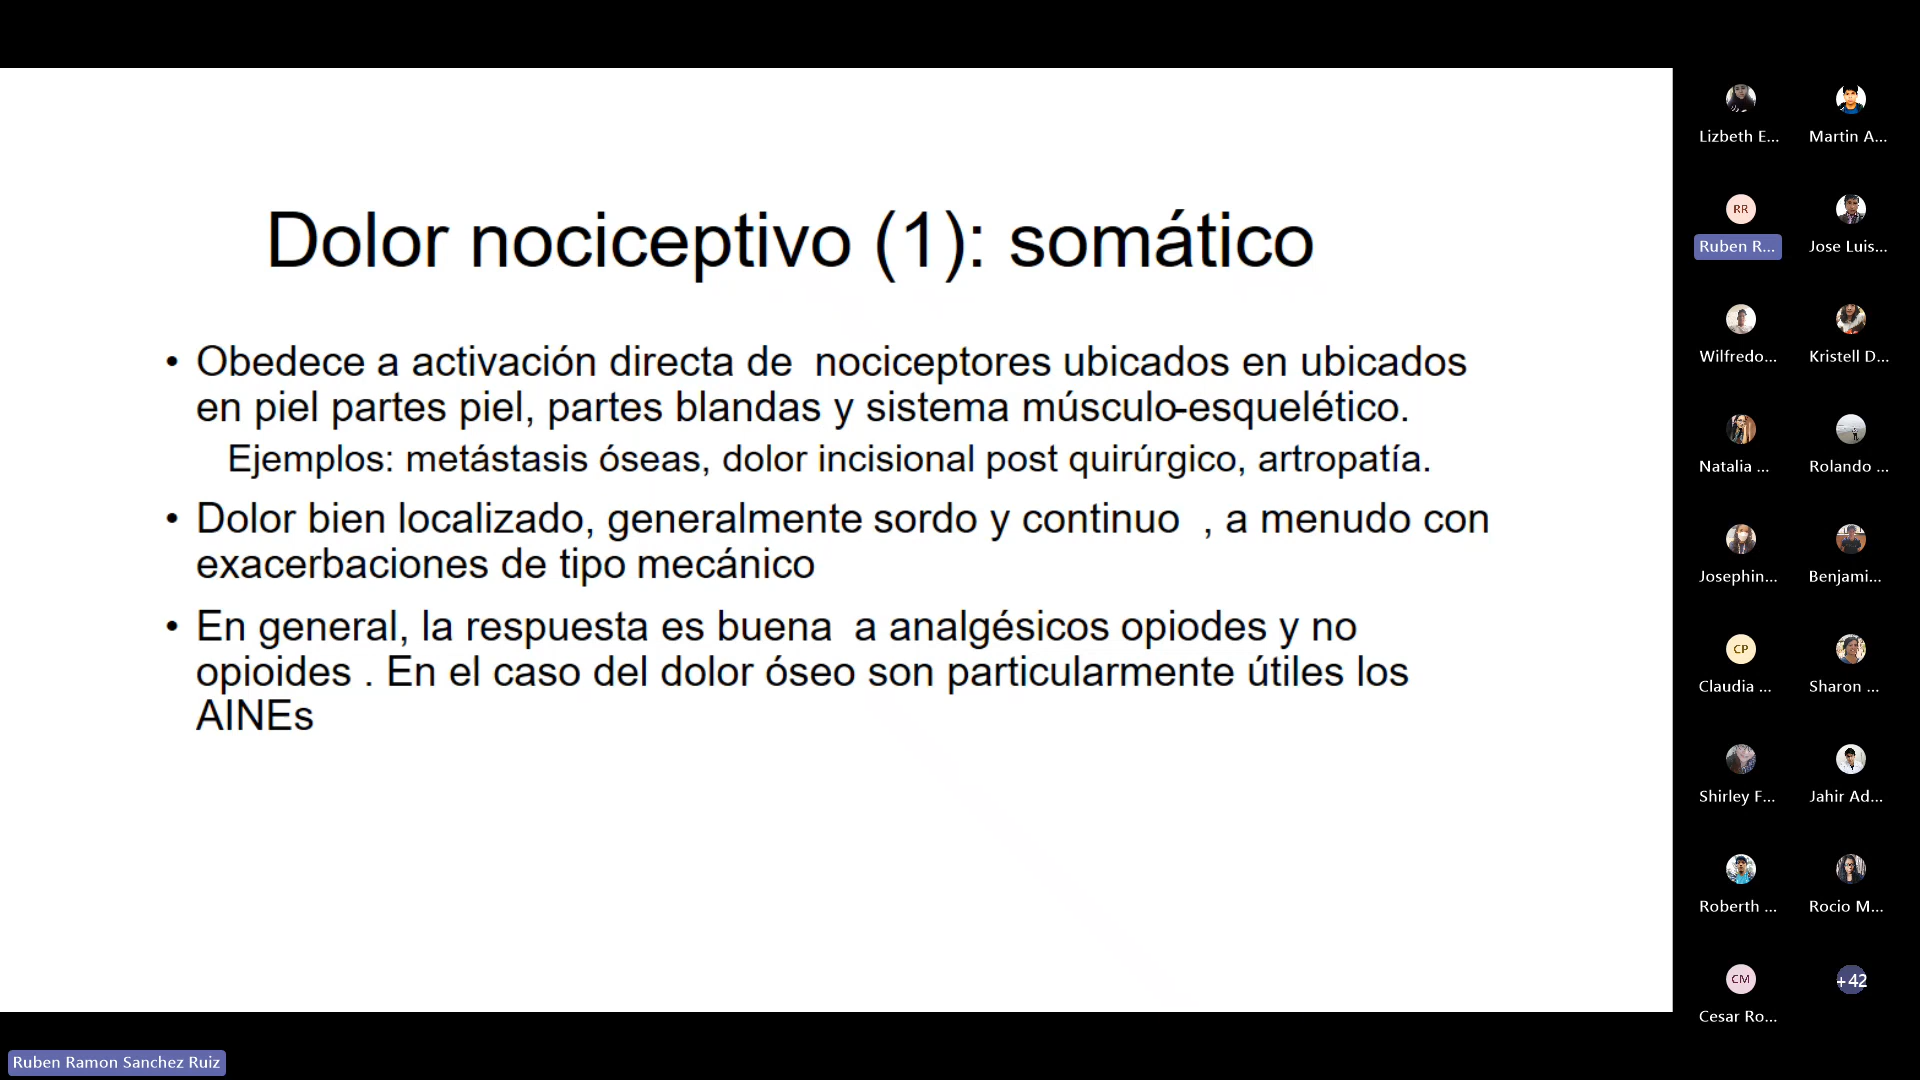 Dolor nociceptivo (1): somático
• Obedece a activación directa de nociceptores ubicados en ubicados
en piel partes piel, partes blandas y sistema músculo-esquelético.
Ejemplos: metástasis óseas, dolor incisional post quirúrgico, artropatía.
• Dolor bien localizado, generalmente sordo y continuo , a menudo con
exacerbaciones de tipo mecánico
• En general, la respuesta es buena a analgésicos opiodes y no
opioides . En el caso del dolor óseo son particularmente útiles los
AINEs
Lizbeth E...
Martin A...
RR
Ruben R...
Jose Luis...
Wilfredo...
Kristell D...
Natalia ...
Rolando ...
Josephin...
Benjami...
CP
Claudia ...
Sharon ...
Shirley F...
Jahir Ad...
Roberth ...
Rocio M...
CM
Cesar Ro...
+42
Ruben Ramon Sanchez Ruiz